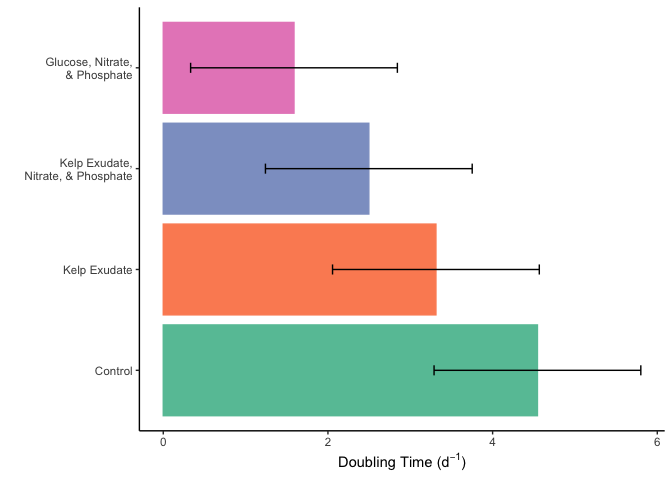 Glucose, Nitrate,
& Phosphate
Kelp Exudate,
Nitrate, & Phosphate
Kelp Exudate
Control
0
2
4
6
Doubling Time (d⁻¹)